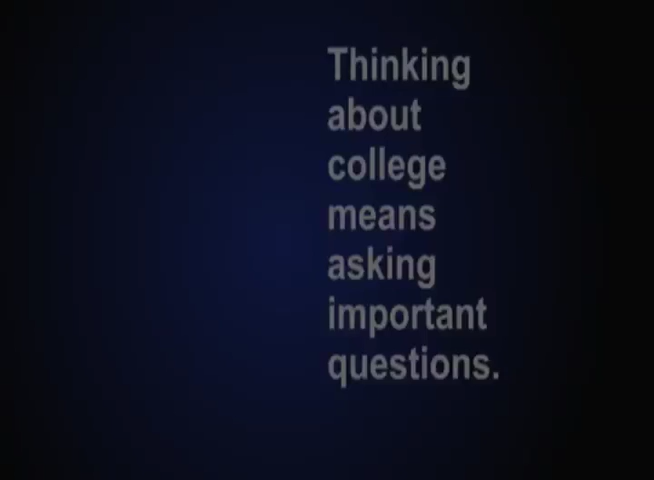 Thinking
about
college
means
asking
important
questions.